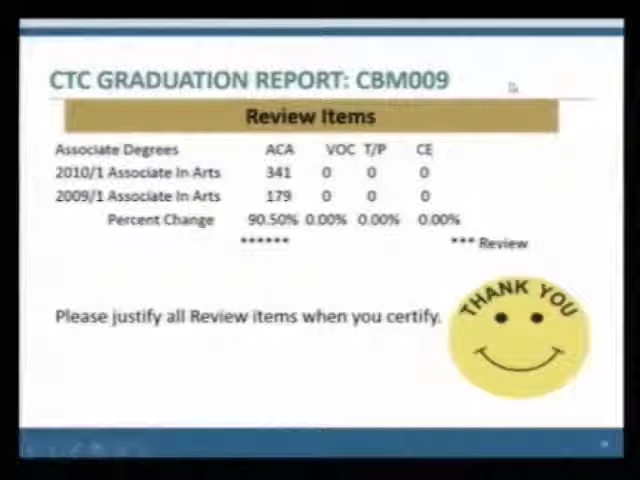 CTC GRADUATION REPORT: CBM009
Review Items
Associate Degrees ACA VOC T/P CE
2010/1 Associate In Arts 341 0 0 0
2009/1 Associate In Arts 179 0 0 0
Percent Change 90.50% 0.00% 0.00% 0.00%
****** *** Review
THANK YOU
Please justify all Review items when you certify.